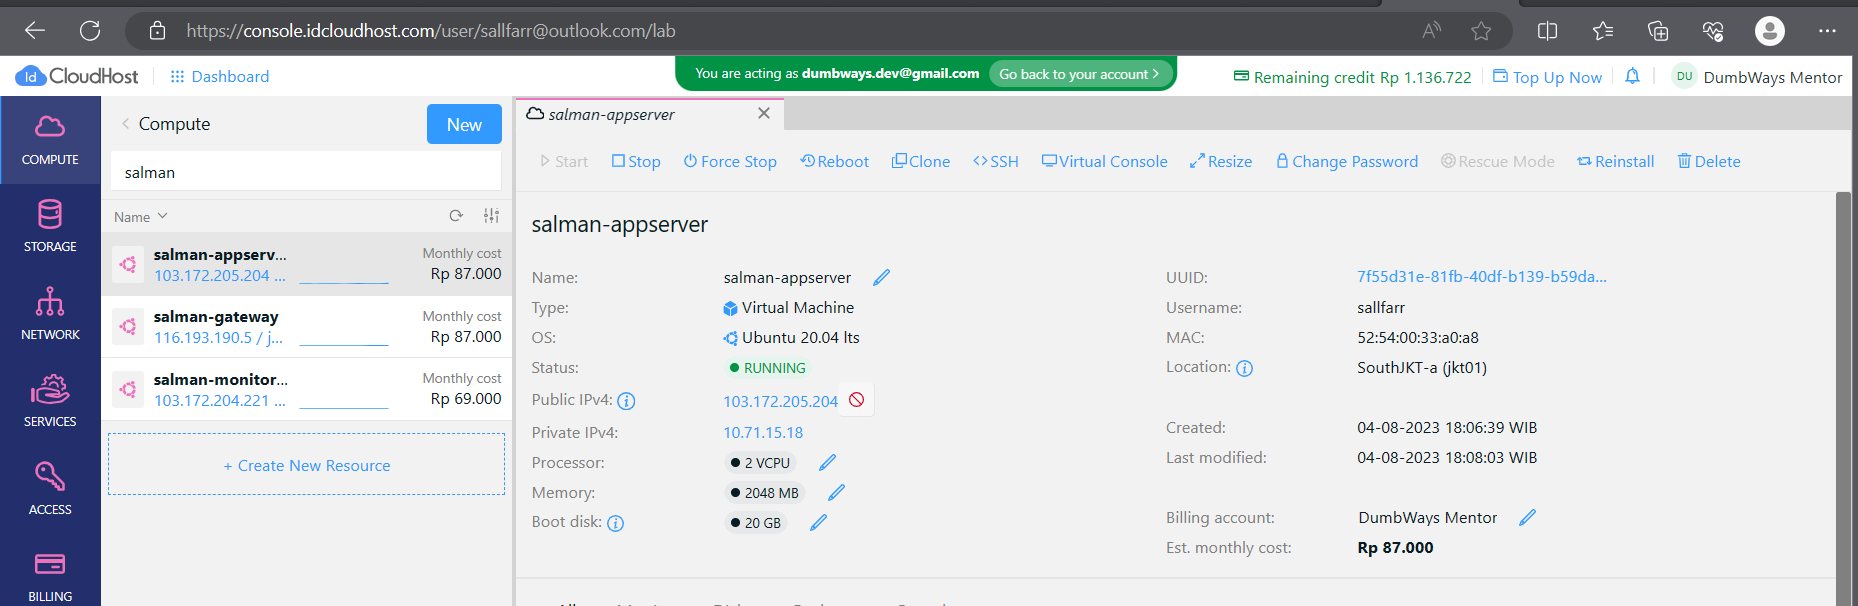 https://console.idcloudhost.com/user/sallfarr@outlook.com/lab
Id CloudHost
Dashboard
You are acting as dumbways.dev@gmail.com
Go back to your account >
Remaining credit Rp 1.136.722
Top Up Now
DU
DumbWays Mentor
COMPUTE
STORAGE
NETWORK
SERVICES
ACCESS
BILLING
Compute
New
salman
Name
salman-appserv...
Monthly cost
103.172.205.204 ...
Rp 87.000
salman-gateway
Monthly cost
116.193.190.5 / j...
Rp 87.000
salman-monitor...
Monthly cost
103.172.204.221 ...
Rp 69.000
+ Create New Resource
salman-appserver
Start
Stop
Force Stop
Reboot
Clone
<>SSH
Virtual Console
Resize
Change Password
Rescue Mode
Reinstall
Delete
salman-appserver
Name: salman-appserver
Type: Virtual Machine
OS: Ubuntu 20.04 lts
Status: RUNNING
Public IPv4: 103.172.205.204
Private IPv4: 10.71.15.18
Processor: 2 VCPU
Memory: 2048 MB
Boot disk: 20 GB
UUID: 7f55d31e-81fb-40df-b139-b59da...
Username: sallfarr
MAC: 52:54:00:33:a0:a8
Location: SouthJKT-a (jkt01)
Created: 04-08-2023 18:06:39 WIB
Last modified: 04-08-2023 18:08:03 WIB
Billing account: DumbWays Mentor
Est. monthly cost: Rp 87.000